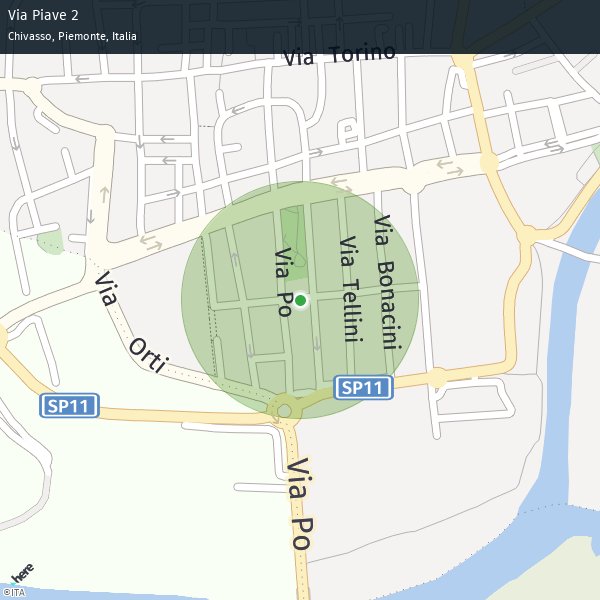 Via Piave 2
Chivasso, Piemonte, Italia
Via Torino
Via Po
Via Tellini
Via Bonacini
Via Orti
SP11
SP11
Via Po
here
©ITA